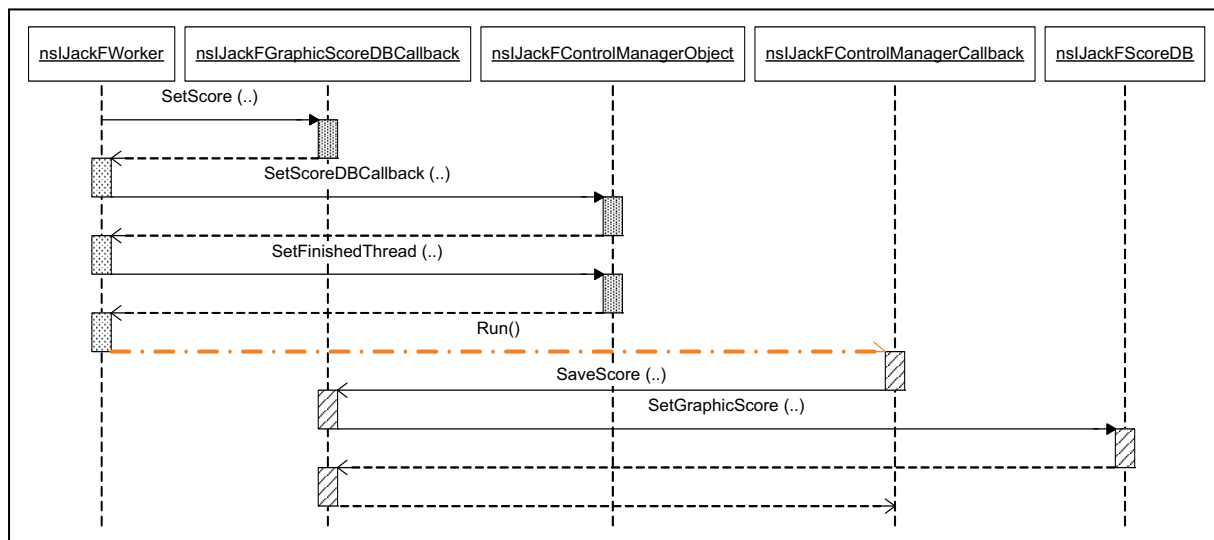 nsIJackFWorker
nsIJackFGraphicScoreDBCallback
nsIJackFControlManagerObject
nsIJackFControlManagerCallback
nsIJackFScoreDB
SetScore (..)
SetScoreDBCallback (..)
SetFinishedThread (..)
Run()
SaveScore (..)
SetGraphicScore (..)